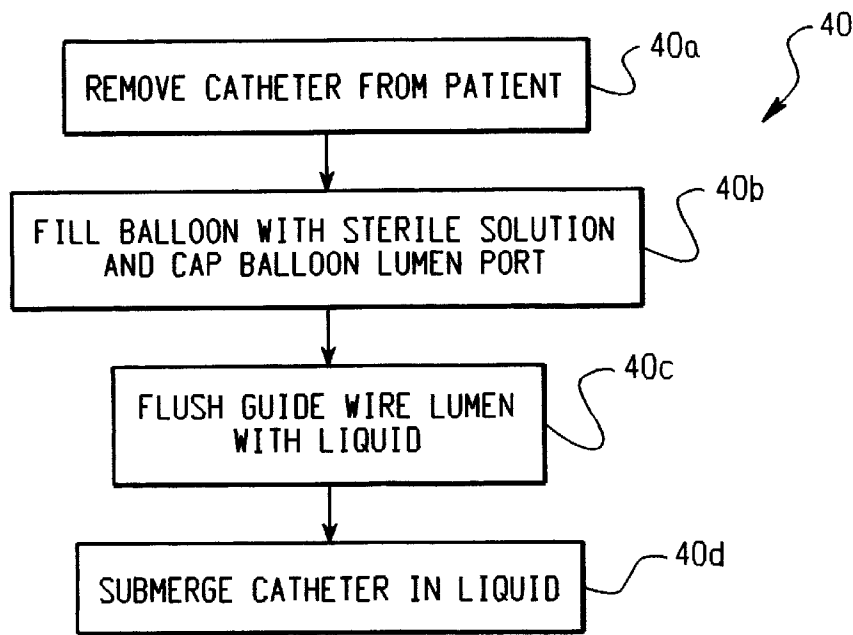 40
40a
REMOVE CATHETER FROM PATIENT
40b
FILL BALLOON WITH STERILE SOLUTION
AND CAP BALLOON LUMEN PORT
40c
FLUSH GUIDE WIRE LUMEN
WITH LIQUID
40d
SUBMERGE CATHETER IN LIQUID